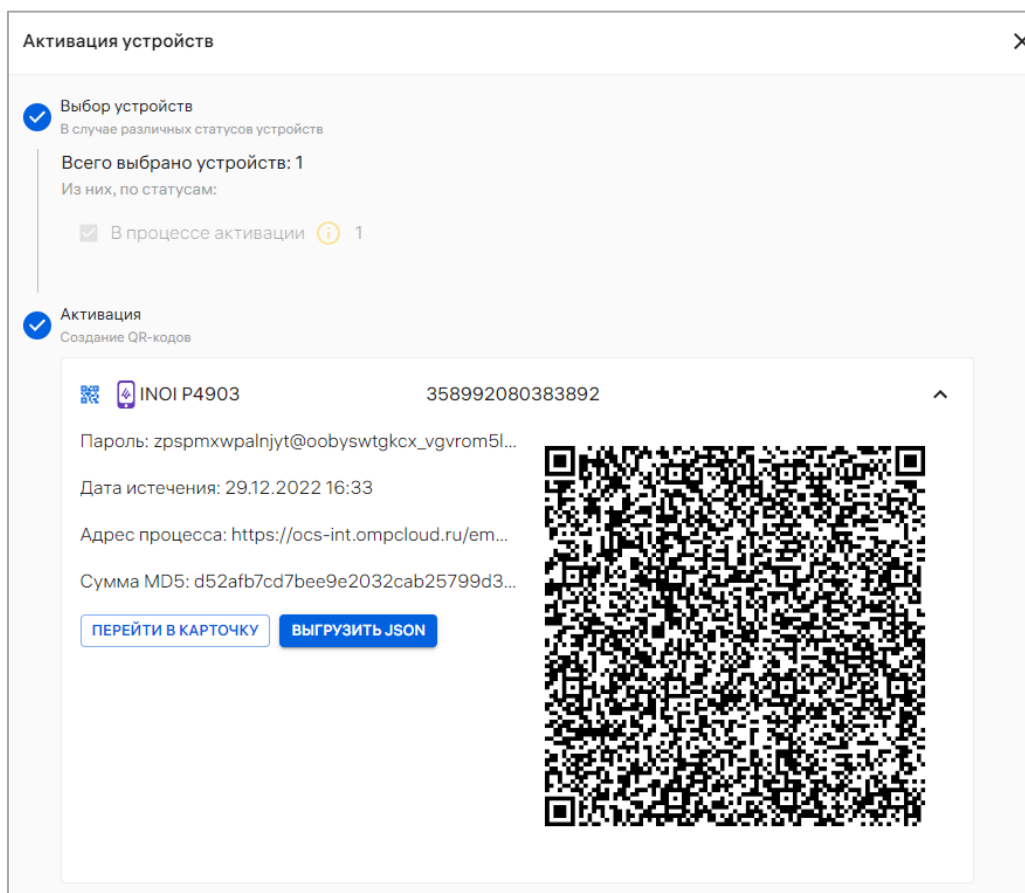 Активация устройств
Выбор устройств
В случае различных статусов устройств
Всего выбрано устройств: 1
Из них, по статусам:
В процессе активации 1
Активация
Создание QR-кодов
INOI P4903 358992080383892
Пароль: zpspmxwpalnjyt@oobyswtgkcx_vgvrom5l...
Дата истечения: 29.12.2022 16:33
Адрес процесса: https://ocs-int.ompcloud.ru/em...
Сумма MD5: d52afb7cd7bee9e2032cab25799d3...
ПЕРЕЙТИ В КАРТОЧКУ ВЫГРУЗИТЬ JSON